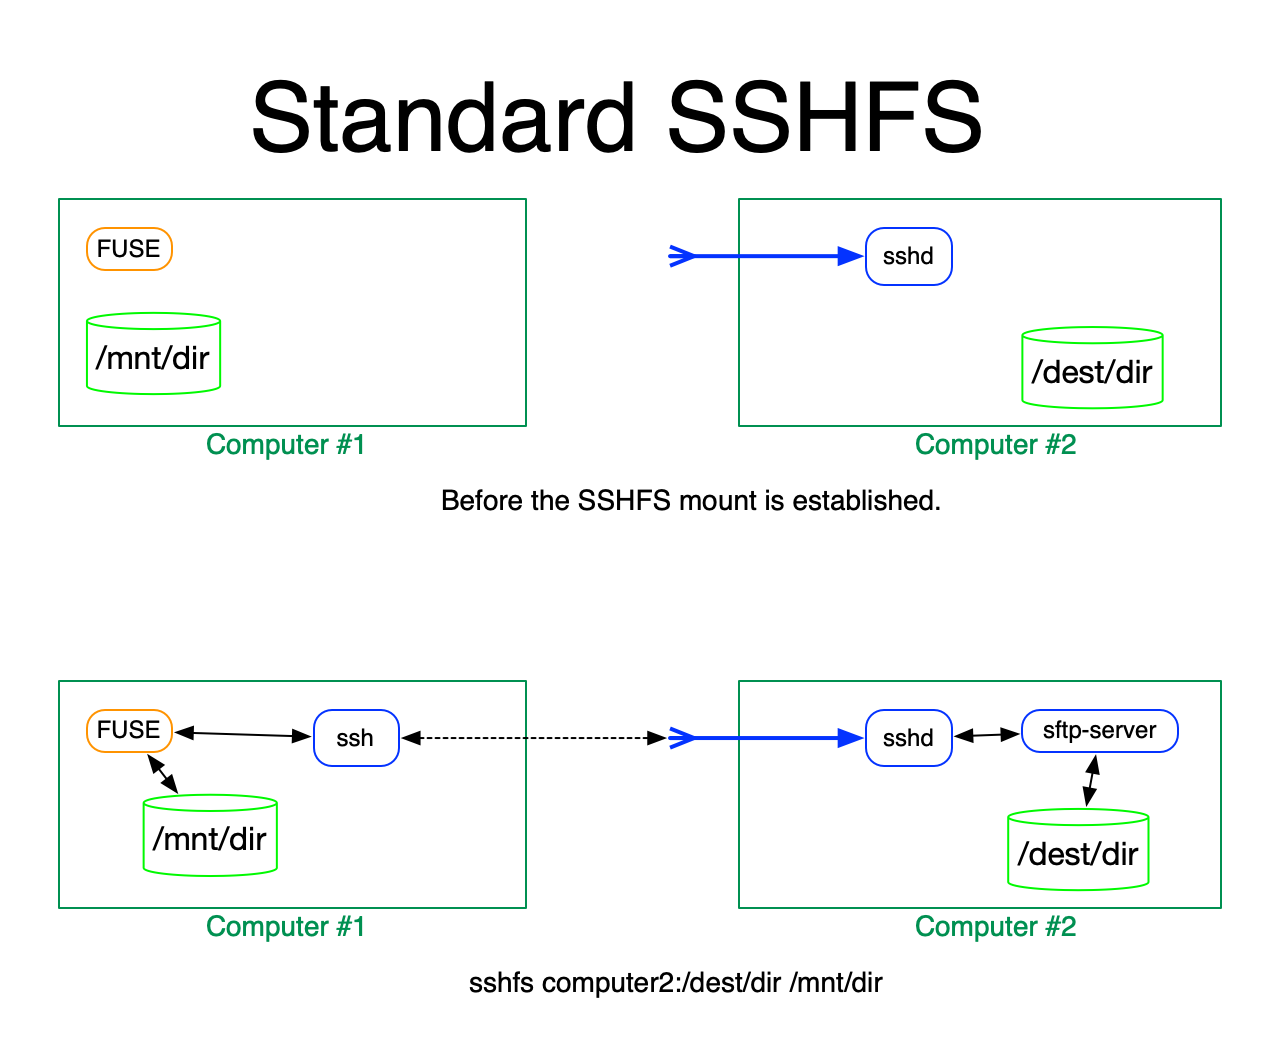 Standard SSHFS
FUSE
/mnt/dir
Computer #1
sshd
/dest/dir
Computer #2
Before the SSHFS mount is established.
FUSE
ssh
/mnt/dir
Computer #1
sshd
sftp-server
/dest/dir
Computer #2
sshfs computer2:/dest/dir /mnt/dir